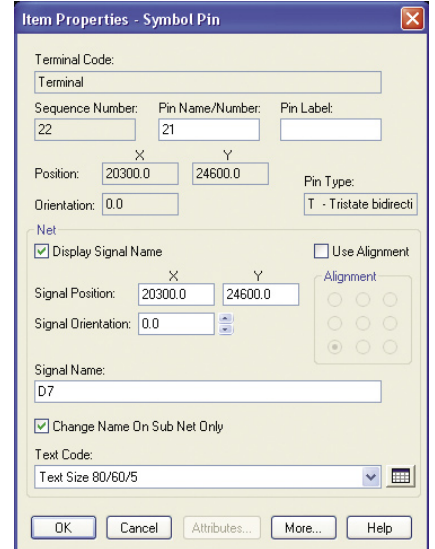 Item Properties - Symbol Pin
Terminal Code:
Terminal
Sequence Number: Pin Name/Number: Pin Label:
22 21
X Y
Position: 20300.0 24600.0
Pin Type:
Orientation: 0.0 T - Tristate bidirecti
Net
Display Signal Name Use Alignment
X Y Alignment
Signal Position: 20300.0 24600.0
Signal Orientation: 0.0
Signal Name:
D7
Change Name On Sub Net Only
Text Code:
Text Size 80/60/5
OK Cancel Attributes... More... Help